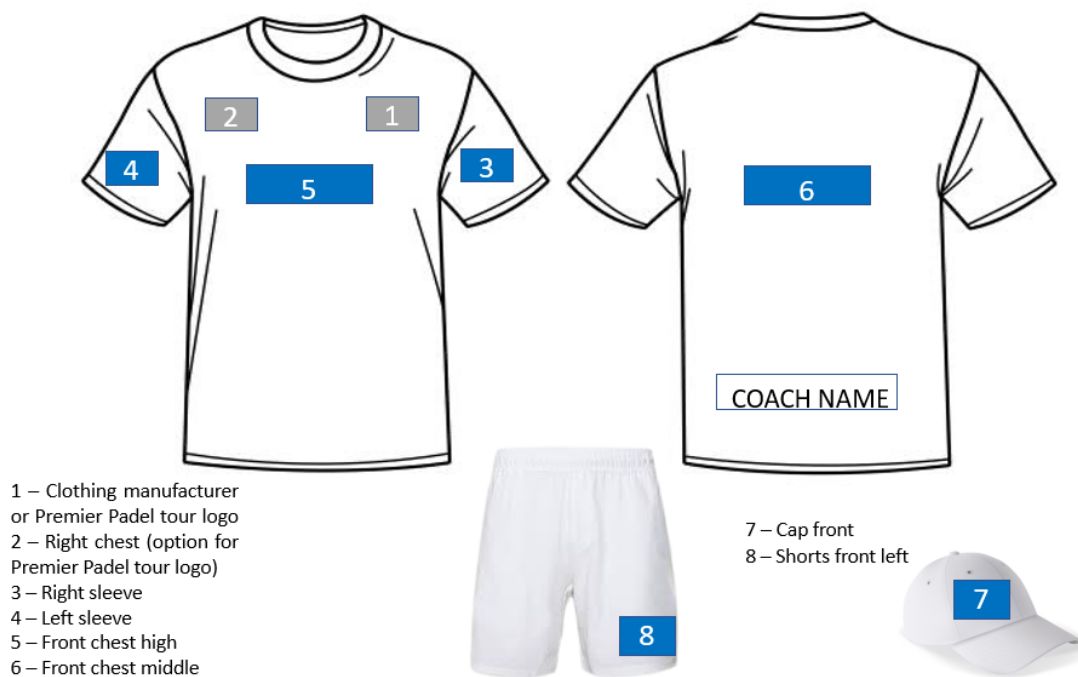 2
1
4
3
5
6
COACH NAME
1 – Clothing manufacturer
or Premier Padel tour logo
2 – Right chest (option for
Premier Padel tour logo)
3 – Right sleeve
4 – Left sleeve
5 – Front chest high
6 – Front chest middle
7 – Cap front
8 – Shorts front left
7
8